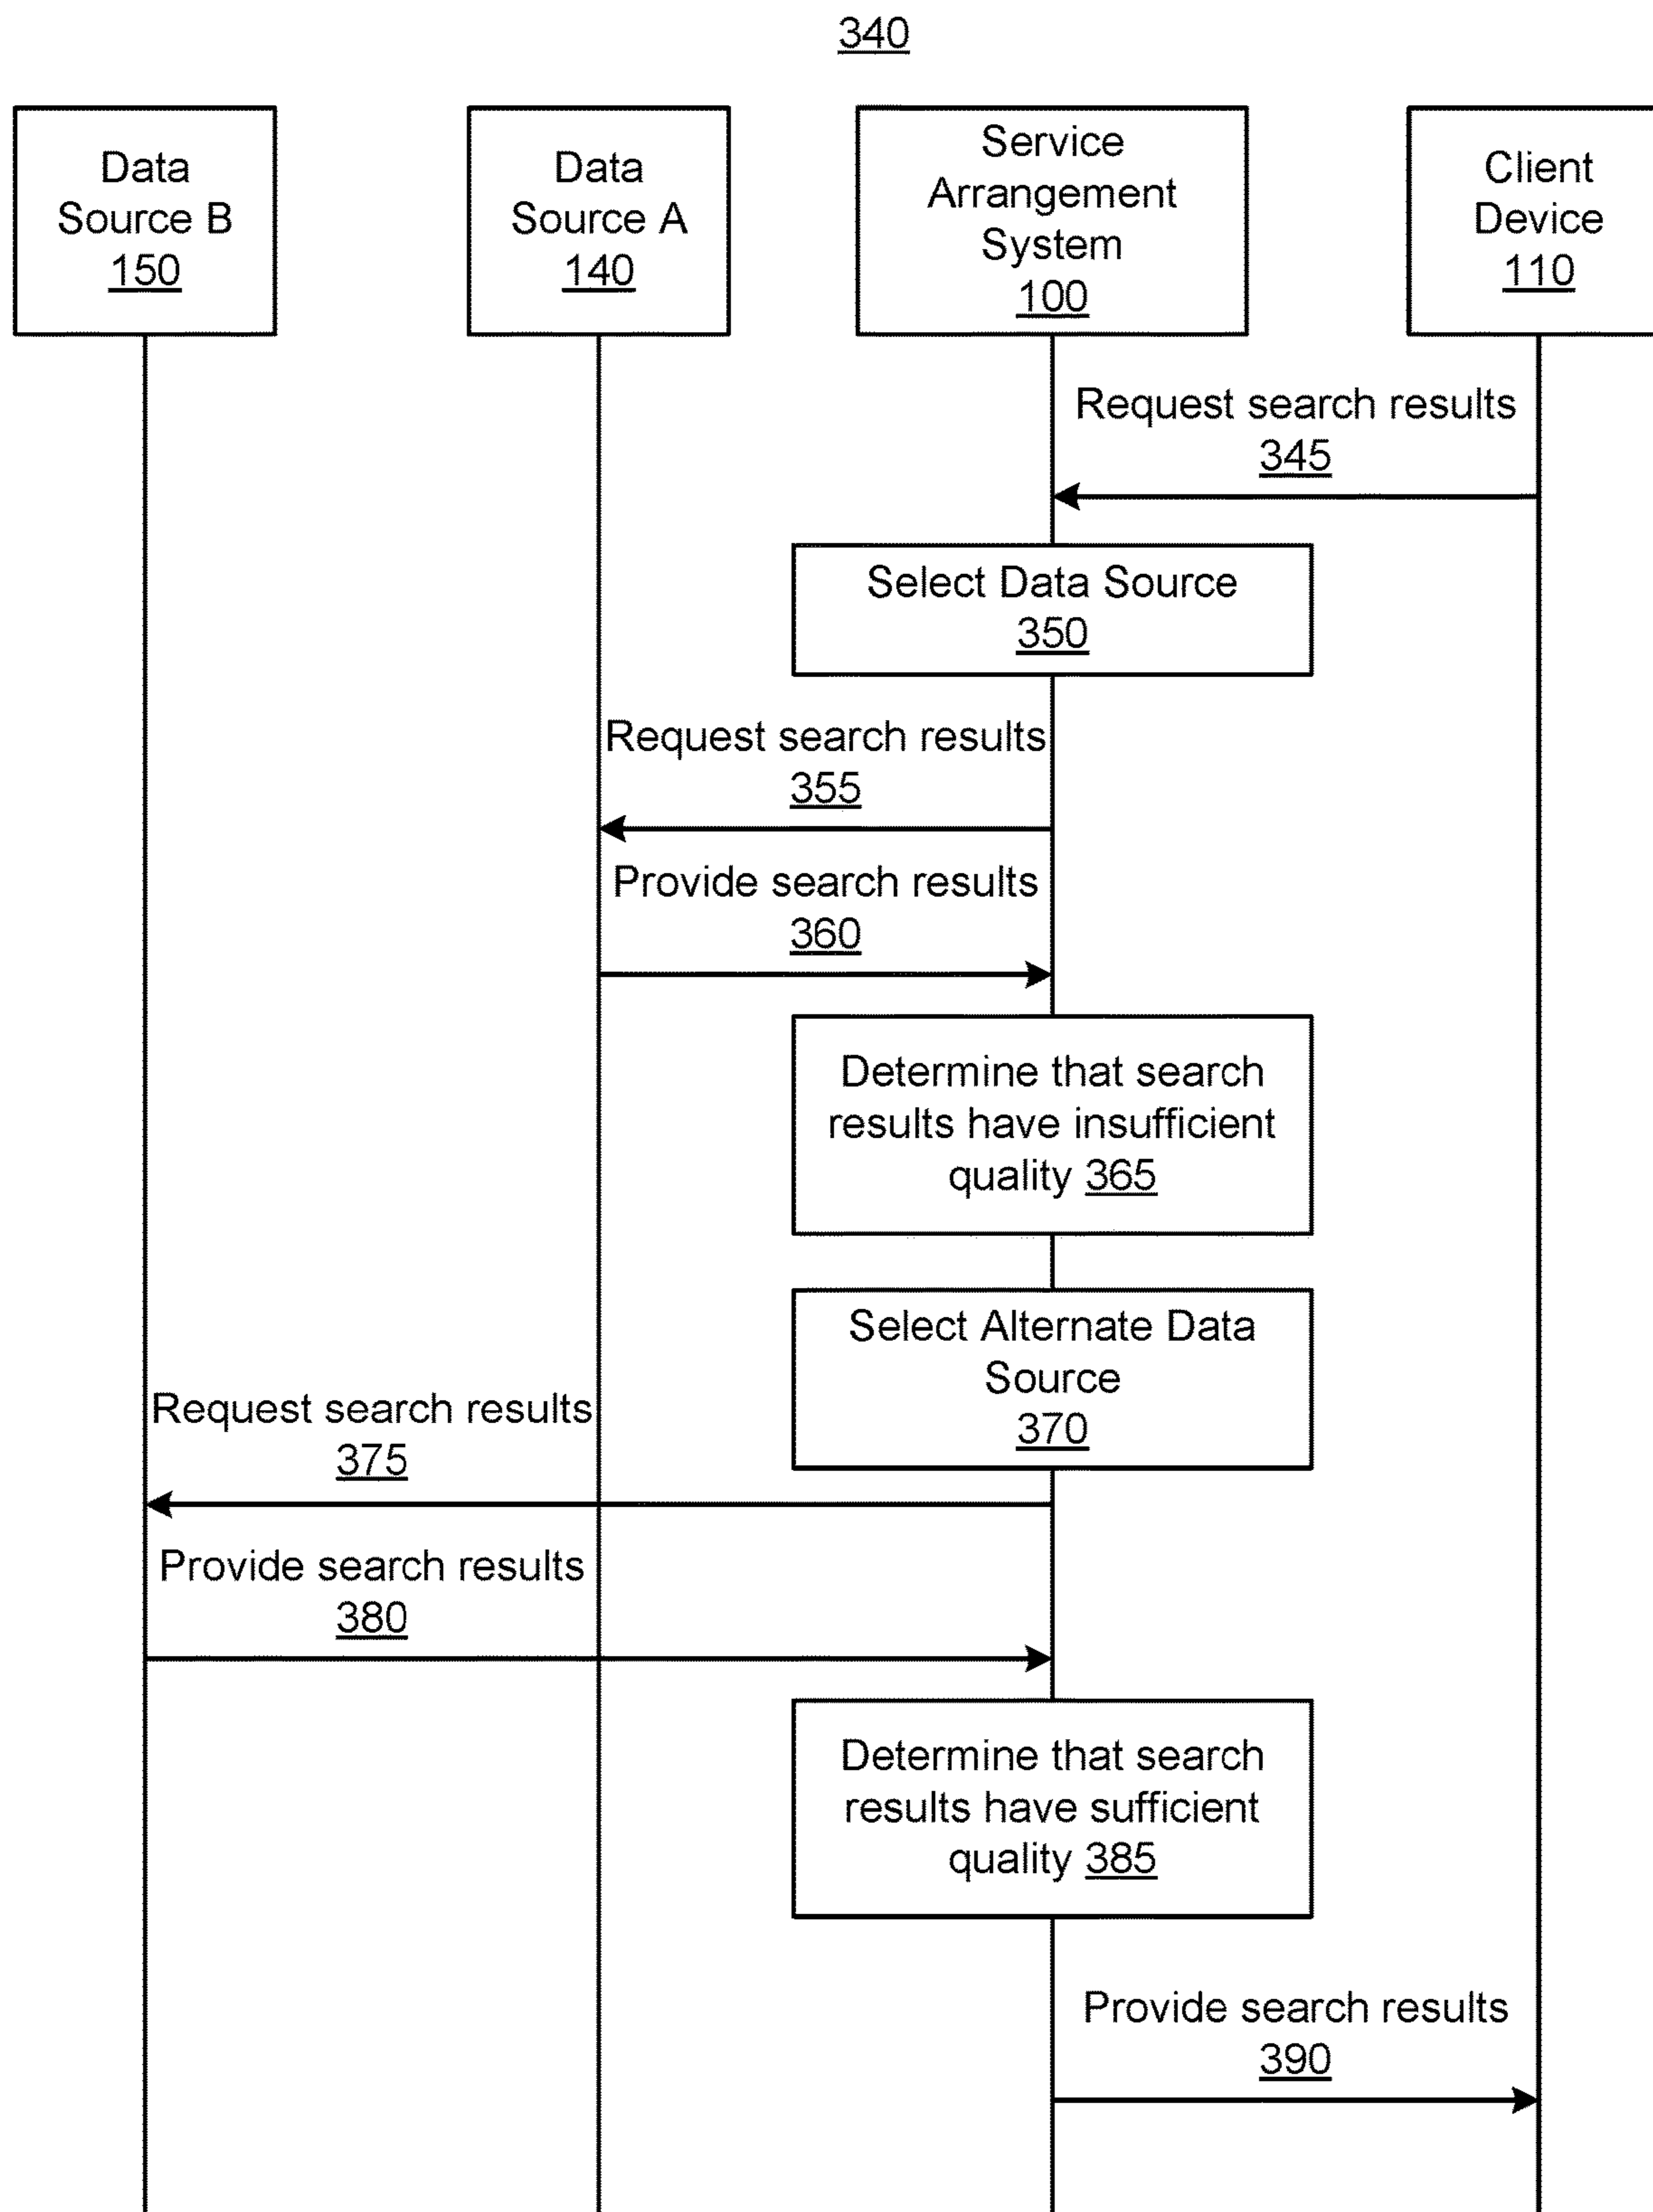 340
Data
Source B
150
Data
Source A
140
Service
Arrangement
System
100
Client
Device
110
Request search results
345
Select Data Source
350
Request search results
355
Provide search results
360
Determine that search
results have insufficient
quality 365
Select Alternate Data
Source
370
Request search results
375
Provide search results
380
Determine that search
results have sufficient
quality 385
Provide search results
390